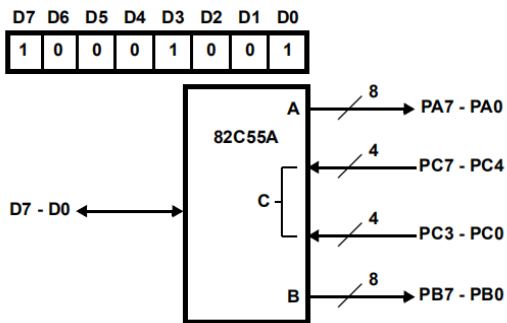 D7 D6 D5 D4 D3 D2 D1 D0
1 0 0 0 1 0 0 1
8
A PA7 - PA0
82C55A
4
PC7 - PC4
C
D7 - D0
4
PC3 - PC0
8
B PB7 - PB0